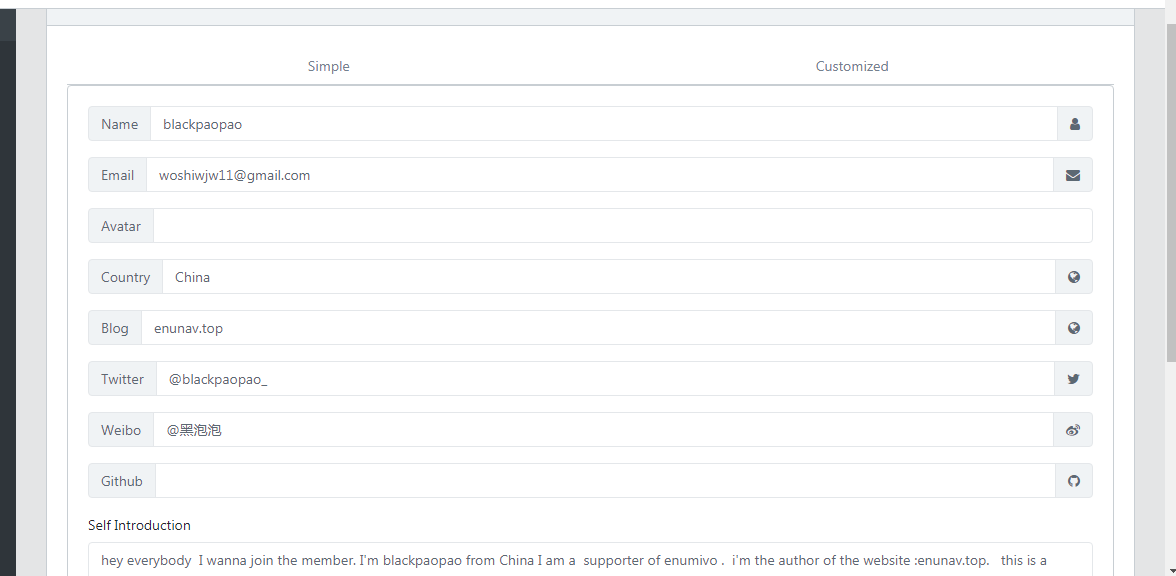 Simple Customized
Name blackpaopao
Email woshiwjw11@gmail.com
Avatar
Country China
Blog enunav.top
Twitter @blackpaopao_
Weibo @黑泡泡
Github
Self Introduction
hey everybody  I wanna join the member. I'm blackpaopao from China I am a  supporter of enumivo .  i'm the author of the website :enunav.top.   this is a